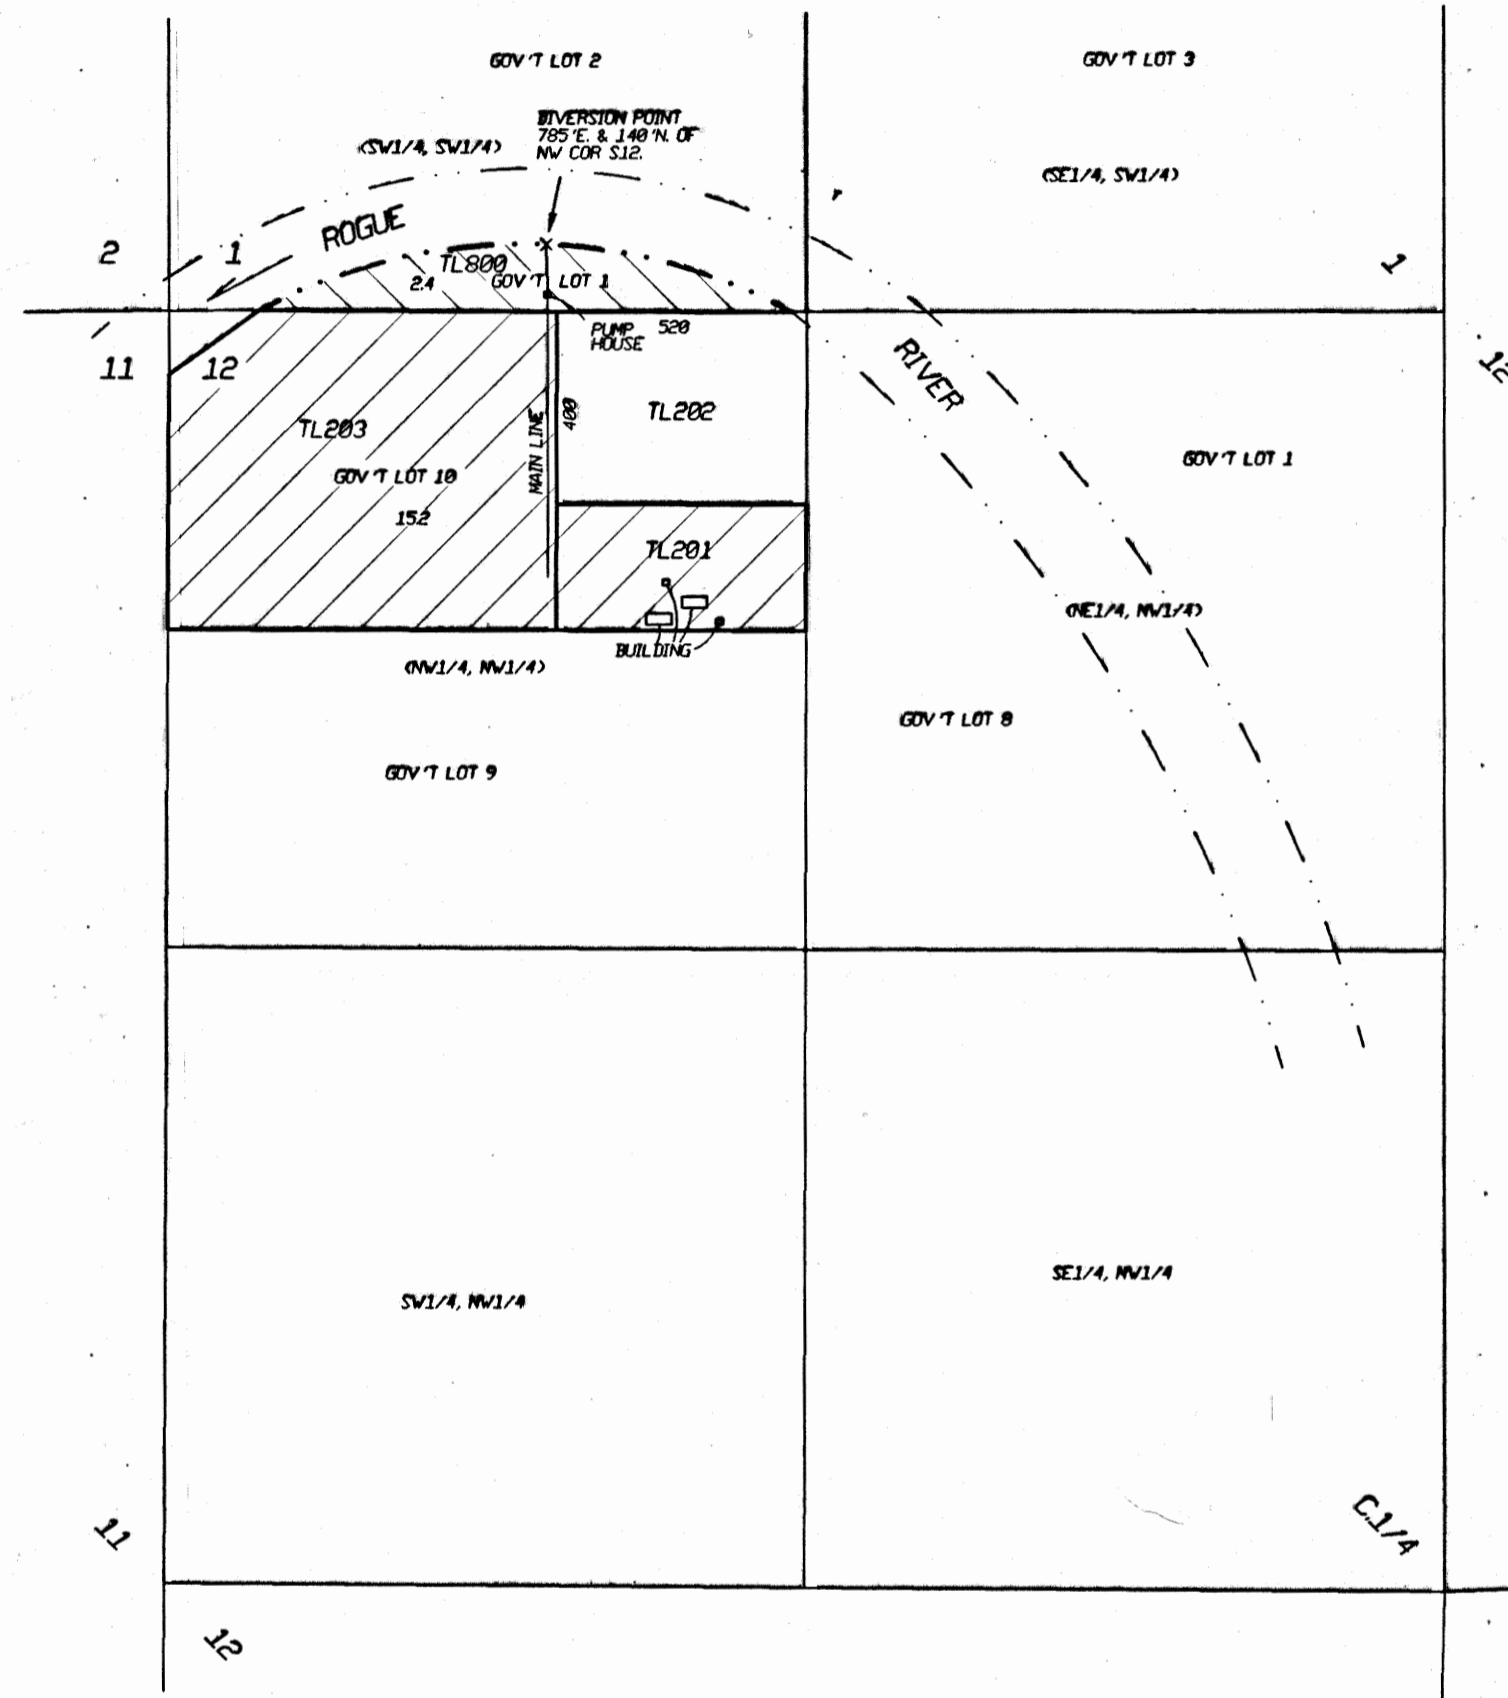 GOV'T LOT 2
GOV'T LOT 3
DIVERSION POINT
785'E. & 140'N. OF
NW COR S12.
(SW1/4, SW1/4)
(SE1/4, SW1/4)
ROGUE
2
1
1
TL800
2.4
GOV'T LOT 1
PUMP
HOUSE
520
11
12
12
RIVER
TL203
400
TL202
MAIN LINE
GOV'T LOT 10
15.2
GOV'T LOT 1
TL201
(NE1/4, NW1/4)
BUILDING
(NW1/4, NW1/4)
GOV'T LOT 8
GOV'T LOT 9
SW1/4, NW1/4
SE1/4, NW1/4
11
C.1/4
12